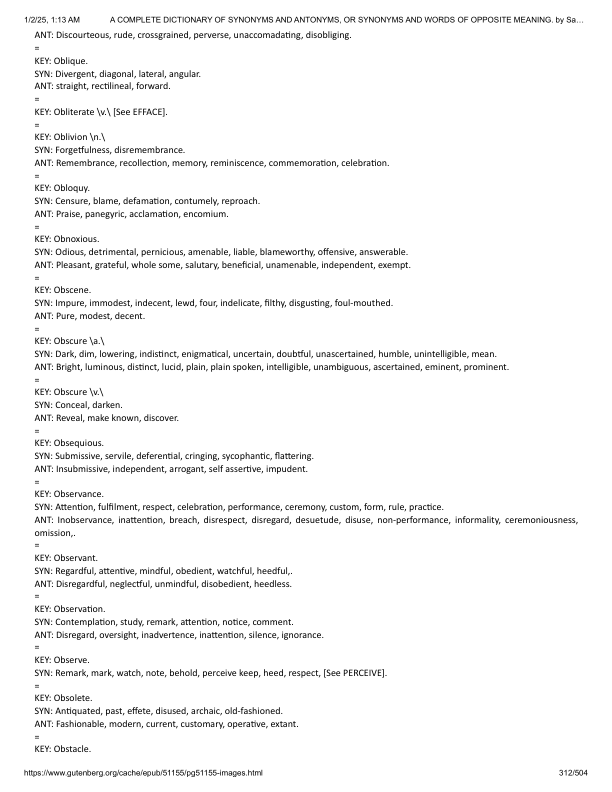 1/2/25, 1:13 AM A COMPLETE DICTIONARY OF SYNONYMS AND ANTONYMS, OR SYNONYMS AND WORDS OF OPPOSITE MEANING. by Sa…
ANT: Discourteous, rude, crossgrained, perverse, unaccomadating, disobliging.
=
KEY: Oblique.
SYN: Divergent, diagonal, lateral, angular.
ANT: straight, rectilineal, forward.
=
KEY: Obliterate \v.\ [See EFFACE].
=
KEY: Oblivion \n.\
SYN: Forgetfulness, disremembrance.
ANT: Remembrance, recollection, memory, reminiscence, commemoration, celebration.
=
KEY: Obloquy.
SYN: Censure, blame, defamation, contumely, reproach.
ANT: Praise, panegyric, acclamation, encomium.
=
KEY: Obnoxious.
SYN: Odious, detrimental, pernicious, amenable, liable, blameworthy, offensive, answerable.
ANT: Pleasant, grateful, whole some, salutary, beneficial, unamenable, independent, exempt.
=
KEY: Obscene.
SYN: Impure, immodest, indecent, lewd, four, indelicate, filthy, disgusting, foul-mouthed.
ANT: Pure, modest, decent.
=
KEY: Obscure \a.\
SYN: Dark, dim, lowering, indistinct, enigmatical, uncertain, doubtful, unascertained, humble, unintelligible, mean.
ANT: Bright, luminous, distinct, lucid, plain, plain spoken, intelligible, unambiguous, ascertained, eminent, prominent.
=
KEY: Obscure \v.\
SYN: Conceal, darken.
ANT: Reveal, make known, discover.
=
KEY: Obsequious.
SYN: Submissive, servile, deferential, cringing, sycophantic, flattering.
ANT: Insubmissive, independent, arrogant, self assertive, impudent.
=
KEY: Observance.
SYN: Attention, fulfilment, respect, celebration, performance, ceremony, custom, form, rule, practice.
ANT: Inobservance, inattention, breach, disrespect, disregard, desuetude, disuse, non-performance, informality, ceremoniousness,
omission,.
=
KEY: Observant.
SYN: Regardful, attentive, mindful, obedient, watchful, heedful,.
ANT: Disregardful, neglectful, unmindful, disobedient, heedless.
=
KEY: Observation.
SYN: Contemplation, study, remark, attention, notice, comment.
ANT: Disregard, oversight, inadvertence, inattention, silence, ignorance.
=
KEY: Observe.
SYN: Remark, mark, watch, note, behold, perceive keep, heed, respect, [See PERCEIVE].
=
KEY: Obsolete.
SYN: Antiquated, past, effete, disused, archaic, old-fashioned.
ANT: Fashionable, modern, current, customary, operative, extant.
=
KEY: Obstacle.
https://www.gutenberg.org/cache/epub/51155/pg51155-images.html 312/504